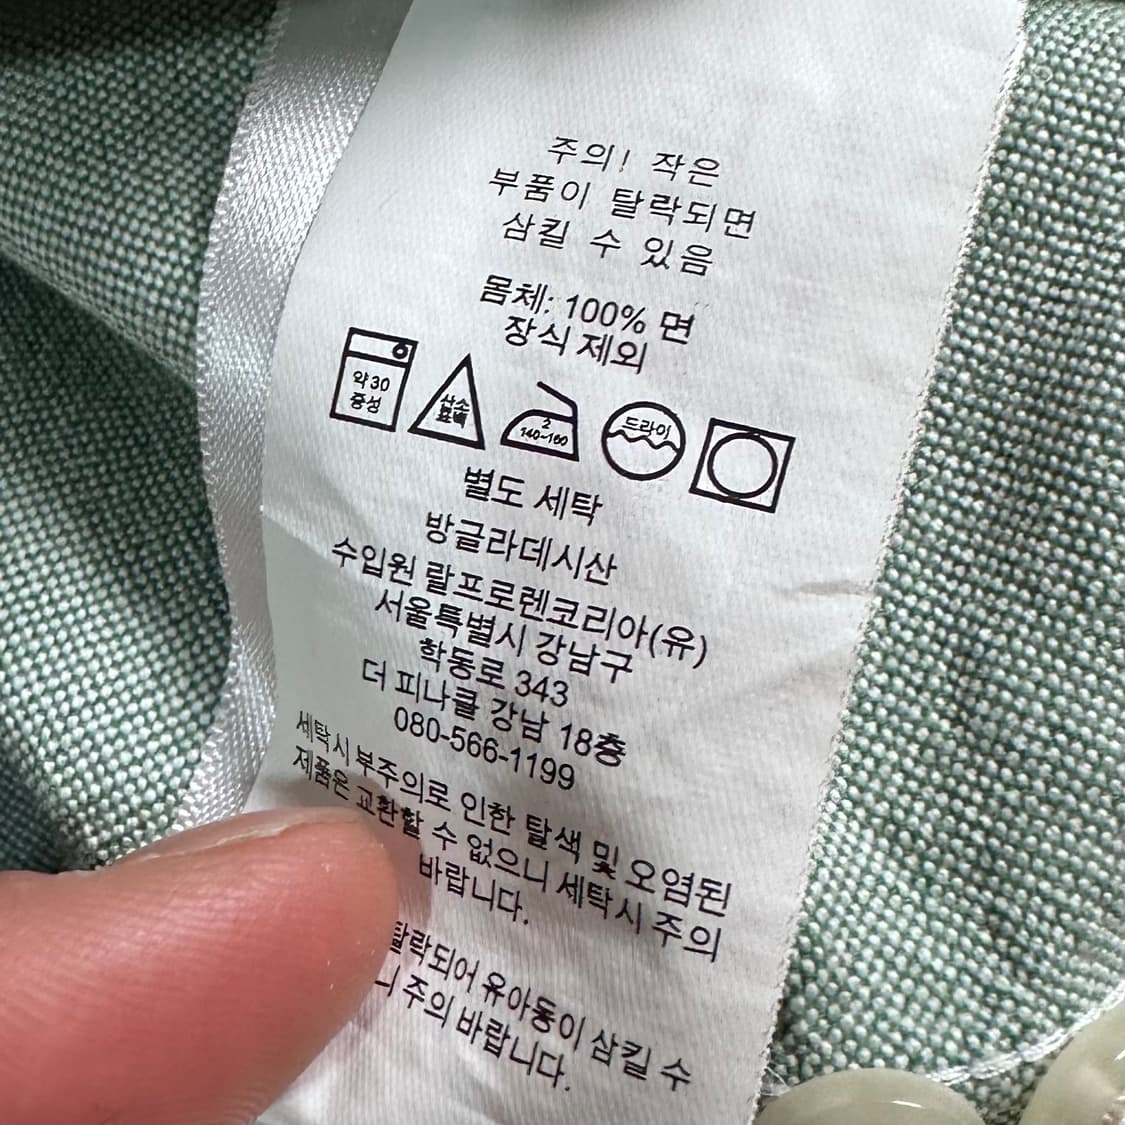 주의! 작은
부품이 탈락되면
삼킬 수 있음
몸체: 100% 면
장식 제외
약 30
중성
산소
표백
2
140~160
드라이
별도 세탁
방글라데시산
수입원 랄프로렌코리아(유)
서울특별시 강남구
학동로 343
더 피나클 강남 18층
080-566-1199
세탁시 부주의로 인한 탈색 및 오염된
제품은 교환할 수 없으니 세탁시 주의
바랍니다.
탈락되어 유아동이 삼킬 수
니 주의 바랍니다.